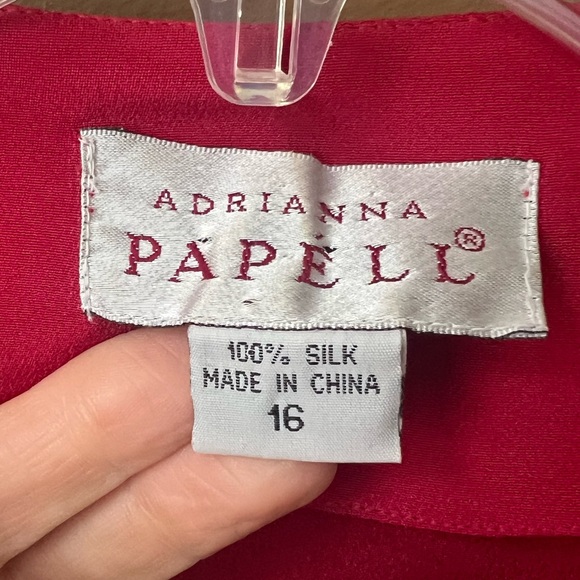 ADRIANNA
PAPELL®
100% SILK
MADE IN CHINA
16